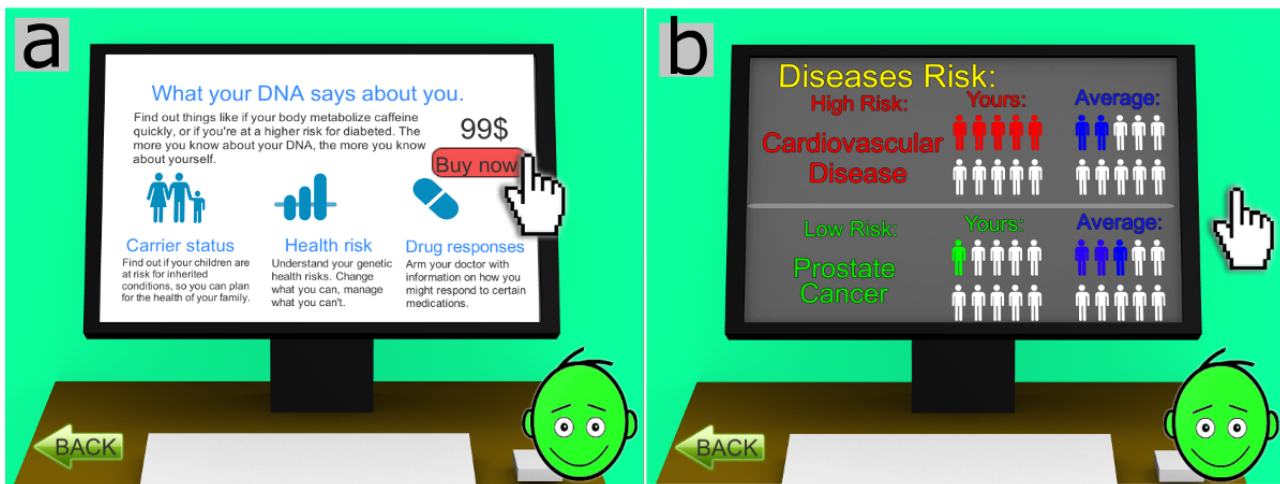 a
What your DNA says about you.
Find out things like if your body metabolize caffeine
quickly, or if you're at a higher risk for diabeted. The
more you know about your DNA, the more you know
about yourself.
99$
Buy now
Carrier status
Find out if your children are
at risk for inherited
conditions, so you can plan
for the health of your family.
Health risk
Understand your genetic
health risks. Change
what you can, manage
what you can't.
Drug responses
Arm your doctor with
information on how you
might respond to certain
medications.
BACK
b
Diseases Risk:
High Risk:
Yours:
Average:
Cardiovascular
Disease
Low Risk:
Yours:
Average:
Prostate
Cancer
BACK